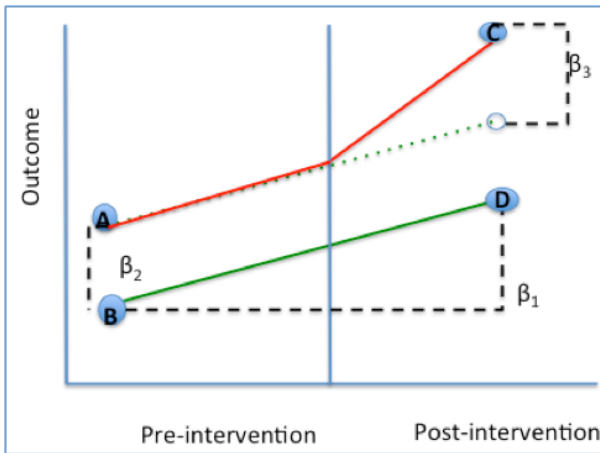 C
β3
Outcome
A
D
β2
β1
B
Pre-intervention
Post-intervention